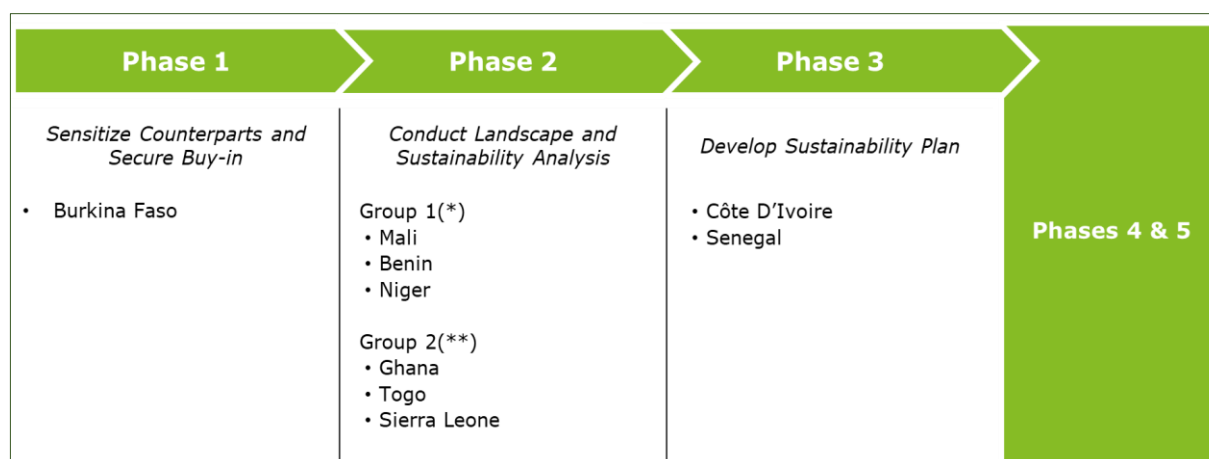 Phase 1
Phase 2
Phase 3
Sensitize Counterparts and
Secure Buy-in
• Burkina Faso
Conduct Landscape and
Sustainability Analysis
Group 1(*)
• Mali
• Benin
• Niger
Group 2(**)
• Ghana
• Togo
• Sierra Leone
Develop Sustainability Plan
• Côte D’Ivoire
• Senegal
Phases 4 & 5